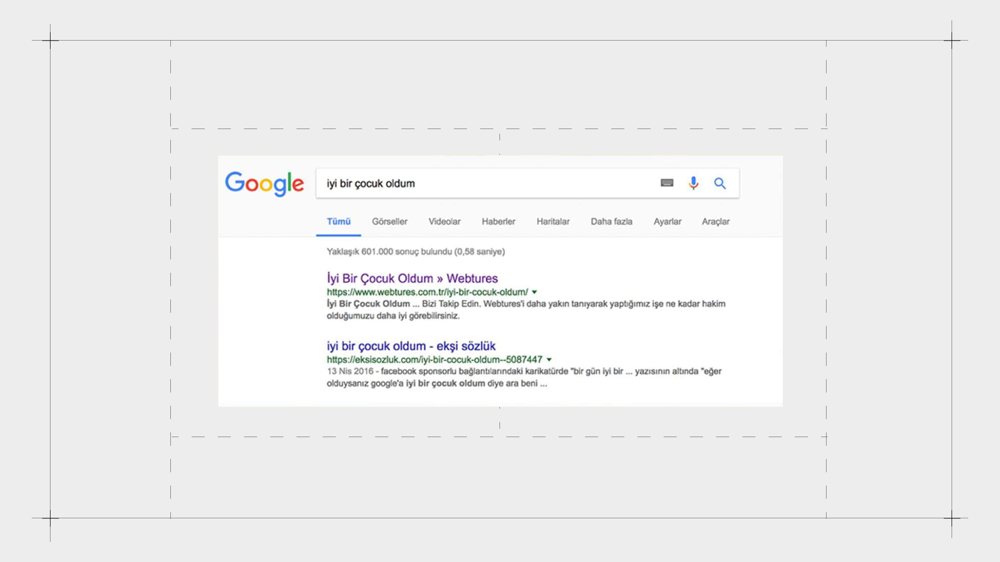 Google
iyi bir çocuk oldum
Tümü Görseller Videolar Haberler Haritalar Daha fazla Ayarlar Araçlar
Yaklaşık 601.000 sonuç bulundu (0,58 saniye)
İyi Bir Çocuk Oldum » Webtures
https://www.webtures.com.tr/iyi-bir-cocuk-oldum/
İyi Bir Çocuk Oldum ... Bizi Takip Edin. Webtures'i daha yakın tanıyarak yaptığımız işe ne kadar hakim
olduğumuzu daha iyi görebilirsiniz.
iyi bir çocuk oldum - ekşi sözlük
https://eksisozluk.com/iyi-bir-cocuk-oldum--5087447
13 Nis 2016 - facebook sponsorlu bağlantılarındaki karikatürde "bir gün iyi bir ... yazısının altında "eğer
olduysanız google'a iyi bir çocuk oldum diye ara beni ...